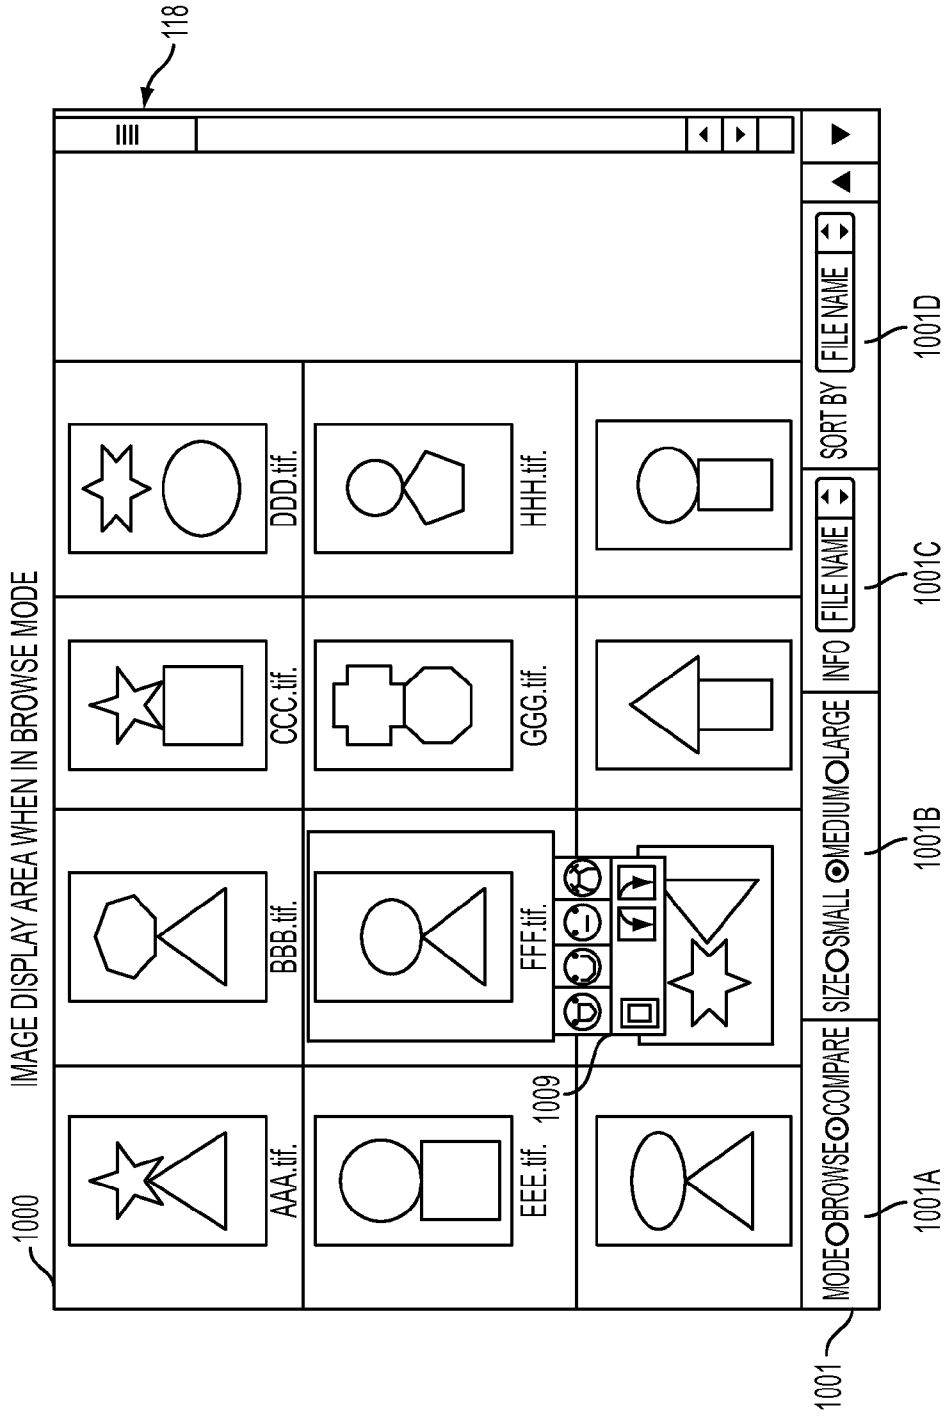 IMAGE DISPLAY AREA WHEN IN BROWSE MODE
1000
118
AAA.tif.
BBB.tif.
CCC.tif.
DDD.tif.
EEE.tif.
FFF.tif.
GGG.tif.
HHH.tif.
1009
MODE BROWSE COMPARE
SIZE SMALL MEDIUM LARGE
INFO FILE NAME
SORT BY FILE NAME
1001
1001A
1001B
1001C
1001D